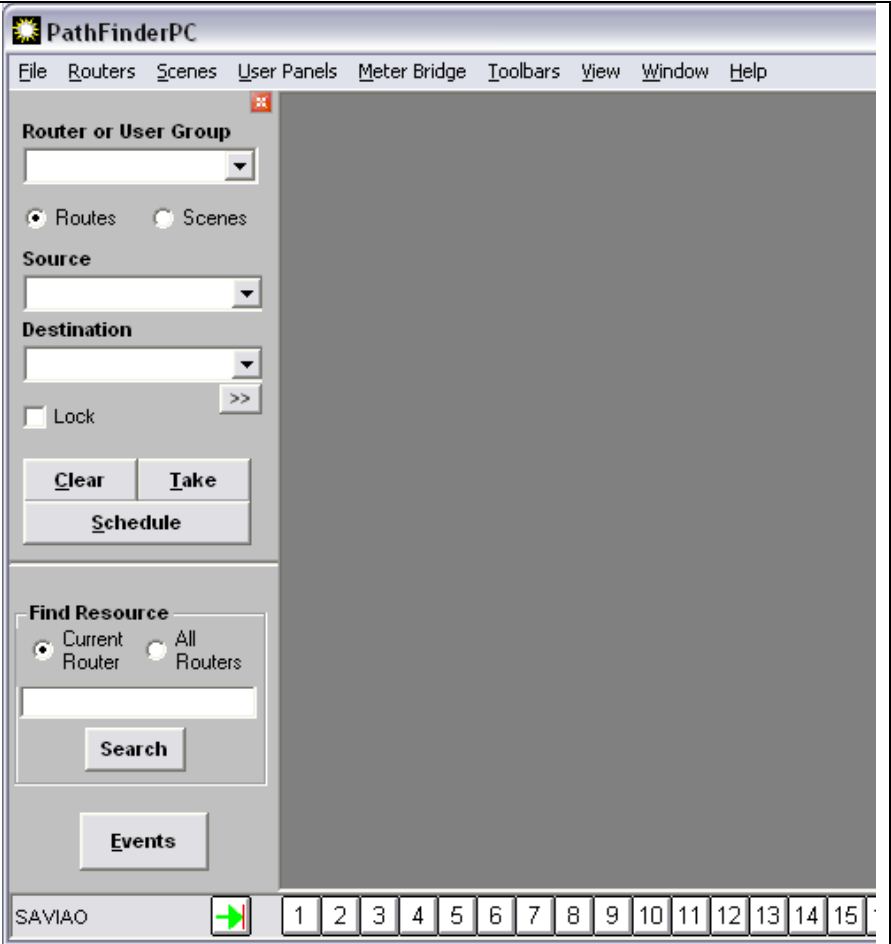 PathFinderPC
File Routers Scenes User Panels Meter Bridge Toolbars View Window Help
Router or User Group
Routes Scenes
Source
Destination
>>
Lock
Clear Take
Schedule
Find Resource
Current Router All Routers
Search
Events
SAVIAO 1 2 3 4 5 6 7 8 9 10 11 12 13 14 15